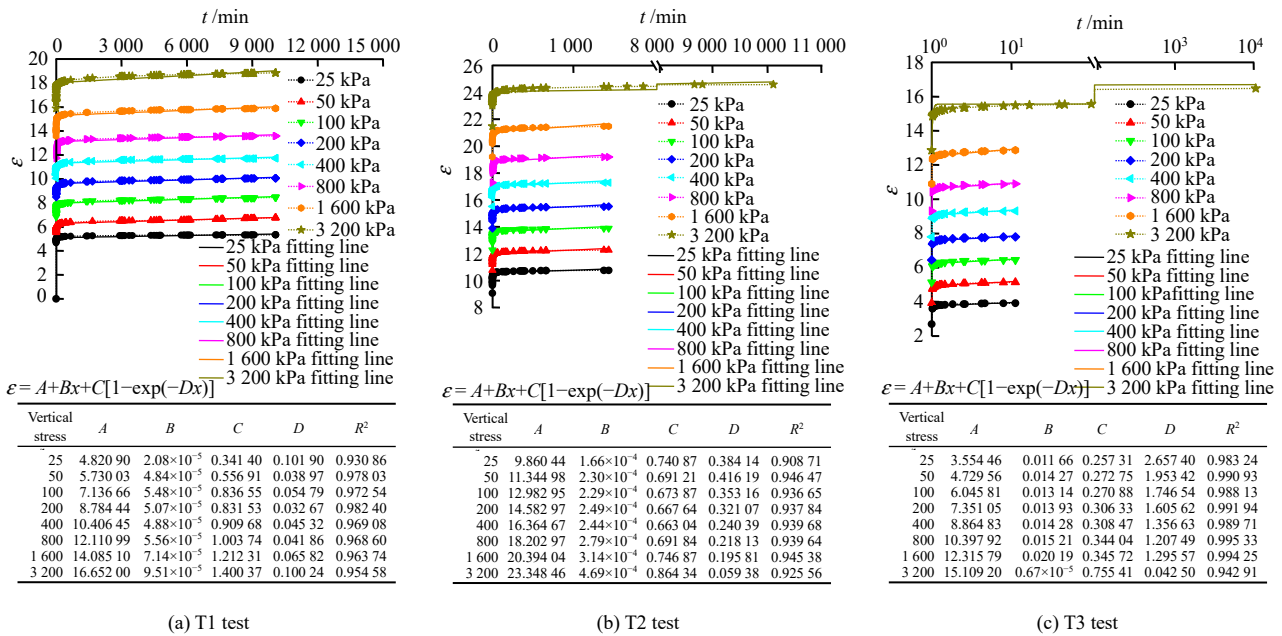 t /min
0 3 000 6 000 9 000 12 000 15 000
20
18
16
14
12
10
8
6
4
2
0
ε
25 kPa
50 kPa
100 kPa
200 kPa
400 kPa
800 kPa
1 600 kPa
3 200 kPa
25 kPa fitting line
50 kPa fitting line
100 kPa fitting line
200 kPa fitting line
400 kPa fitting line
800 kPa fitting line
1 600 kPa fitting line
3 200 kPa fitting line
ε = A+Bx+C[1−exp(−Dx)]
Vertical stress A B C D R²
25 4.820 90 2.08×10⁻⁵ 0.341 40 0.101 90 0.930 86
50 5.730 03 4.84×10⁻⁵ 0.556 91 0.038 97 0.978 03
100 7.136 66 5.48×10⁻⁵ 0.836 55 0.054 79 0.972 54
200 8.784 44 5.07×10⁻⁵ 0.831 53 0.032 67 0.982 40
400 10.406 45 4.88×10⁻⁵ 0.909 68 0.045 32 0.969 08
800 12.110 99 5.56×10⁻⁵ 1.003 74 0.041 86 0.968 60
1 600 14.085 10 7.14×10⁻⁵ 1.212 31 0.065 82 0.963 74
3 200 16.652 00 9.51×10⁻⁵ 1.400 37 0.100 24 0.954 58
(a) T1 test
t /min
0 1 000 8 000 9 000 10 000 11 000
26
24
22
20
18
16
14
12
10
8
ε
25 kPa
50 kPa
100 kPa
200 kPa
400 kPa
800 kPa
1 600 kPa
3 200 kPa
25 kPa fitting line
50 kPa fitting line
100 kPa fitting line
200 kPa fitting line
400 kPa fitting line
800 kPa fitting line
1 600 kPa fitting line
3 200 kPa fitting line
ε = A+Bx+C[1−exp(−Dx)]
Vertical stress A B C D R²
25 9.860 44 1.66×10⁻⁴ 0.740 87 0.384 14 0.908 71
50 11.344 98 2.30×10⁻⁴ 0.691 21 0.416 19 0.946 47
100 12.982 95 2.29×10⁻⁴ 0.673 87 0.353 16 0.936 65
200 14.582 97 2.49×10⁻⁴ 0.667 64 0.321 07 0.937 84
400 16.364 67 2.44×10⁻⁴ 0.663 04 0.240 39 0.939 68
800 18.202 97 2.79×10⁻⁴ 0.691 84 0.218 13 0.939 64
1 600 20.394 04 3.14×10⁻⁴ 0.746 87 0.195 81 0.945 38
3 200 23.348 46 4.69×10⁻⁴ 0.864 34 0.059 38 0.925 56
(b) T2 test
t /min
10⁰ 10¹ 10³ 10⁴
18
16
14
12
10
8
6
4
2
ε
25 kPa
50 kPa
100 kPa
200 kPa
400 kPa
800 kPa
1 600 kPa
3 200 kPa
25 kPa fitting line
50 kPa fitting line
100 kPafitting line
200 kPa fitting line
400 kPa fitting line
800 kPa fitting line
1 600 kPa fitting line
3 200 kPa fitting line
ε = A+Bx+C[1−exp(−Dx)]
Vertical stress A B C D R²
25 3.554 46 0.011 66 0.257 31 2.657 40 0.983 24
50 4.729 56 0.014 27 0.272 75 1.953 42 0.990 93
100 6.045 81 0.013 14 0.270 88 1.746 54 0.988 13
200 7.351 05 0.013 93 0.306 33 1.605 62 0.991 94
400 8.864 83 0.014 28 0.308 47 1.356 63 0.989 71
800 10.397 92 0.015 21 0.344 04 1.207 49 0.995 33
1 600 12.315 79 0.020 19 0.345 72 1.295 57 0.994 25
3 200 15.109 20 0.67×10⁻⁵ 0.755 41 0.042 50 0.942 91
(c) T3 test